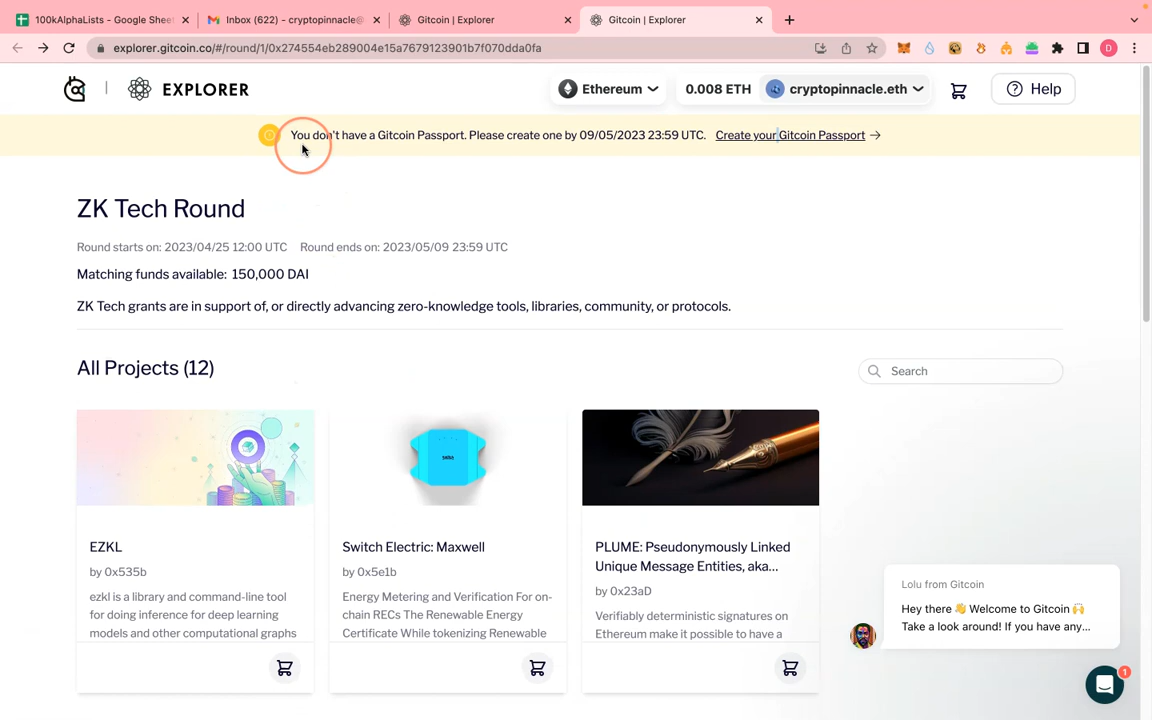 100kAlphaLists - Google Shee
Inbox (622) - cryptopinnacle@
Gitcoin | Explorer
Gitcoin | Explorer
explorer.gitcoin.co/#/round/1/0x274554eb289004e15a7679123901b7f070dda0fa
D
EXPLORER
Ethereum
0.008 ETH
cryptopinnacle.eth
Help
You don't have a Gitcoin Passport. Please create one by 09/05/2023 23:59 UTC. Create your Gitcoin Passport →
ZK Tech Round
Round starts on: 2023/04/25 12:00 UTC Round ends on: 2023/05/09 23:59 UTC
Matching funds available: 150,000 DAI
ZK Tech grants are in support of, or directly advancing zero-knowledge tools, libraries, community, or protocols.
All Projects (12)
Search
EZKL
by 0x535b
ezkl is a library and command-line tool
for doing inference for deep learning
models and other computational graphs
Switch Electric: Maxwell
by 0x5e1b
Energy Metering and Verification For on-
chain RECs The Renewable Energy
Certificate While tokenizing Renewable
PLUME: Pseudonymously Linked
Unique Message Entities, aka...
by 0x23aD
Verifiably deterministic signatures on
Ethereum make it possible to have a
Lolu from Gitcoin
Hey there 👋 Welcome to Gitcoin 🙌
Take a look around! If you have any...
1